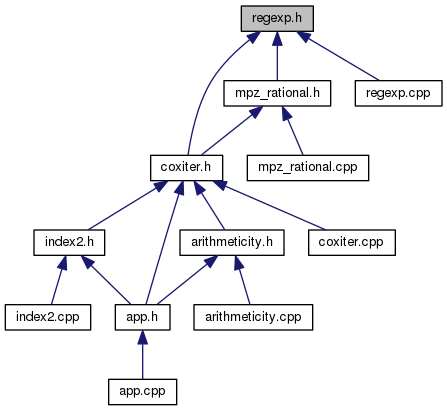 regexp.h
mpz_rational.h
regexp.cpp
coxiter.h
mpz_rational.cpp
index2.h
arithmeticity.h
coxiter.cpp
index2.cpp
app.h
arithmeticity.cpp
app.cpp